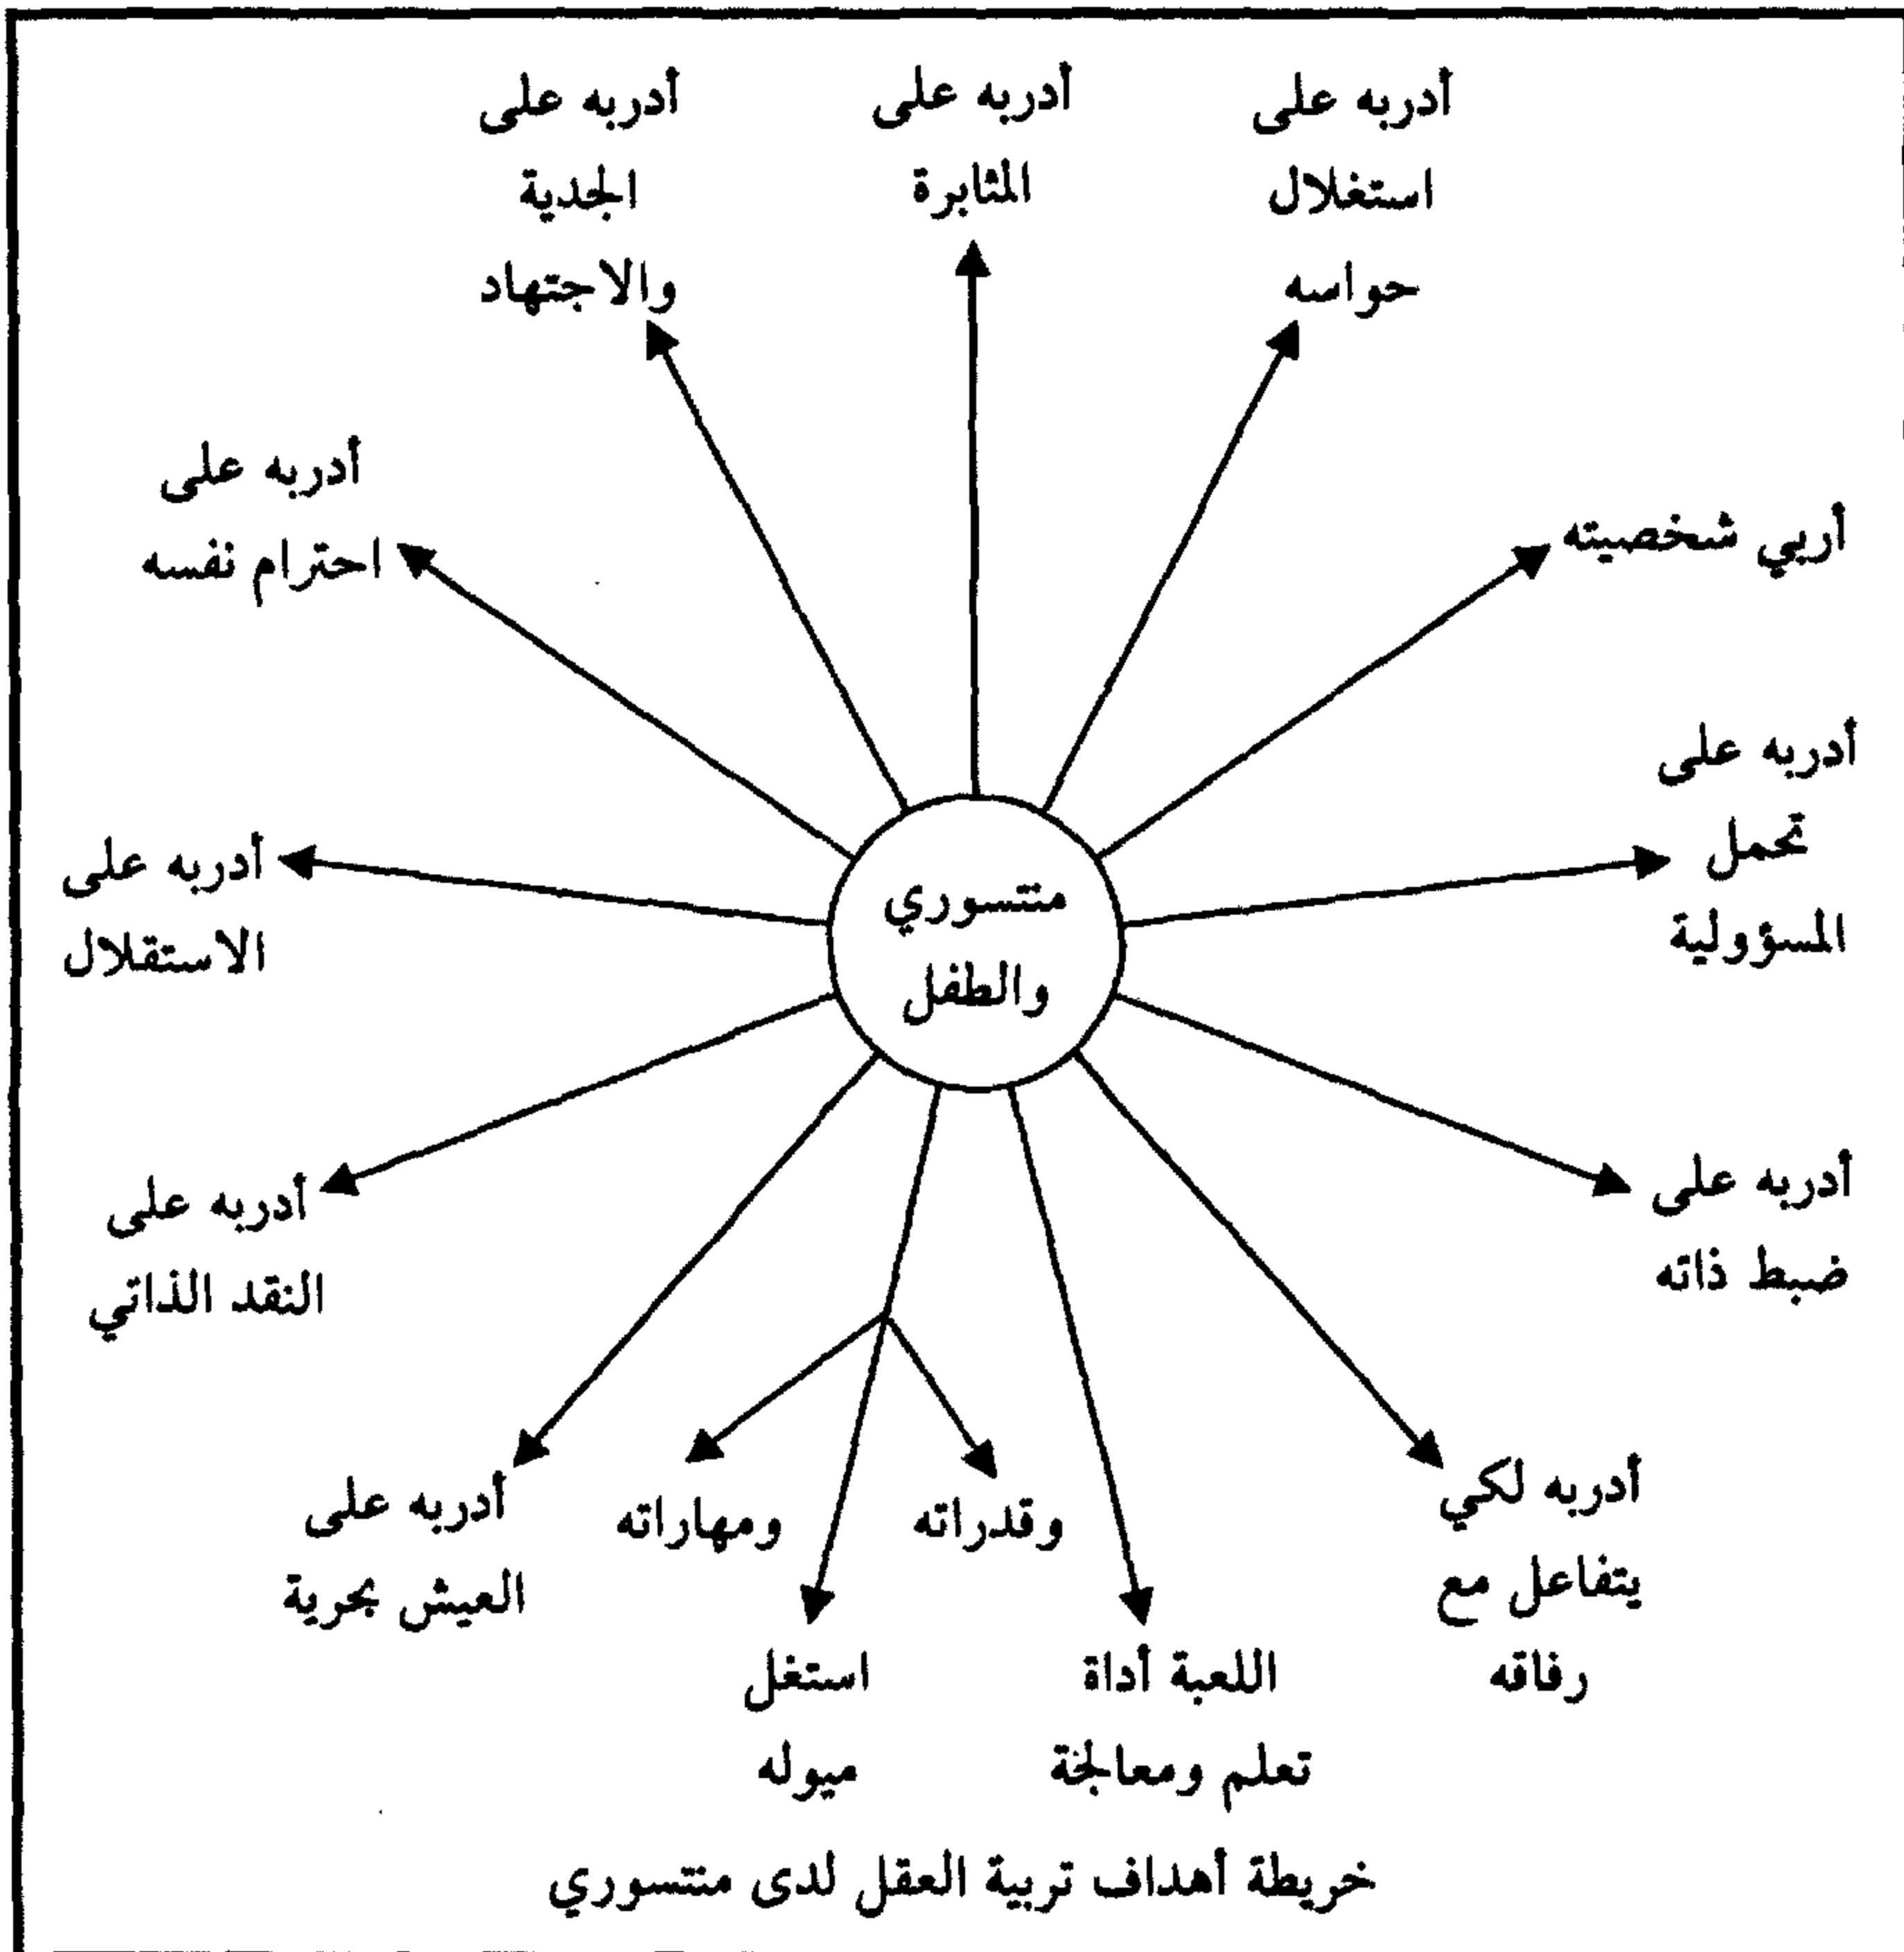 أدربه على
استغلال
حواسه
أدربه على
المثابرة
أدربه على
الجدية
والاجتهاد
أربي شخصيته
أدربه على
احترام نفسه
أدربه على
تحمل
المسؤولية
منتسوري
والطفل
أدربه على
الاستقلال
أدربه على
ضبط ذاته
أدربه على
النقد الذاتي
أدربه لكي
يتفاعل مع
رفاقه
وقدراته
ومهاراته
أدربه على
العيش بحرية
اللعبة أداة
تعلم ومعالجة
استغل
ميوله
خريطة أهداف تربية العقل لدى منتسوري